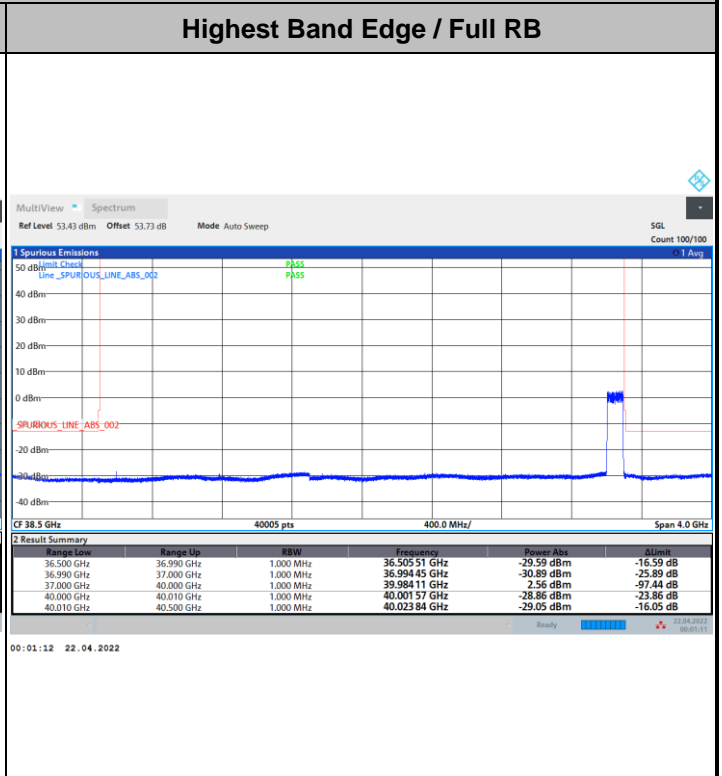 Highest Band Edge / Full RB
MultiView Spectrum
Ref Level 53.43 dBm Offset 53.73 dB Mode Auto Sweep SGL
Count 100/100
1 Spurious Emissions 1 Avg
50 dBm Limit Check PASS
Line _SPURIOUS_LINE_ABS_002 PASS
40 dBm
30 dBm
20 dBm
10 dBm
0 dBm
_SPURIOUS_LINE_ABS_002
-20 dBm
-30 dBm
-40 dBm
CF 38.5 GHz 40005 pts 400.0 MHz/ Span 4.0 GHz
2 Result Summary
Range Low Range Up RBW Frequency Power Abs ΔLimit
36.500 GHz 36.990 GHz 1.000 MHz 36.505 51 GHz -29.59 dBm -16.59 dB
36.990 GHz 37.000 GHz 1.000 MHz 36.994 45 GHz -30.89 dBm -25.89 dB
37.000 GHz 40.000 GHz 1.000 MHz 39.984 11 GHz 2.56 dBm -97.44 dB
40.000 GHz 40.010 GHz 1.000 MHz 40.001 57 GHz -28.86 dBm -23.86 dB
40.010 GHz 40.500 GHz 1.000 MHz 40.023 84 GHz -29.05 dBm -16.05 dB
Ready 22.04.2022
00:01:11
00:01:12 22.04.2022